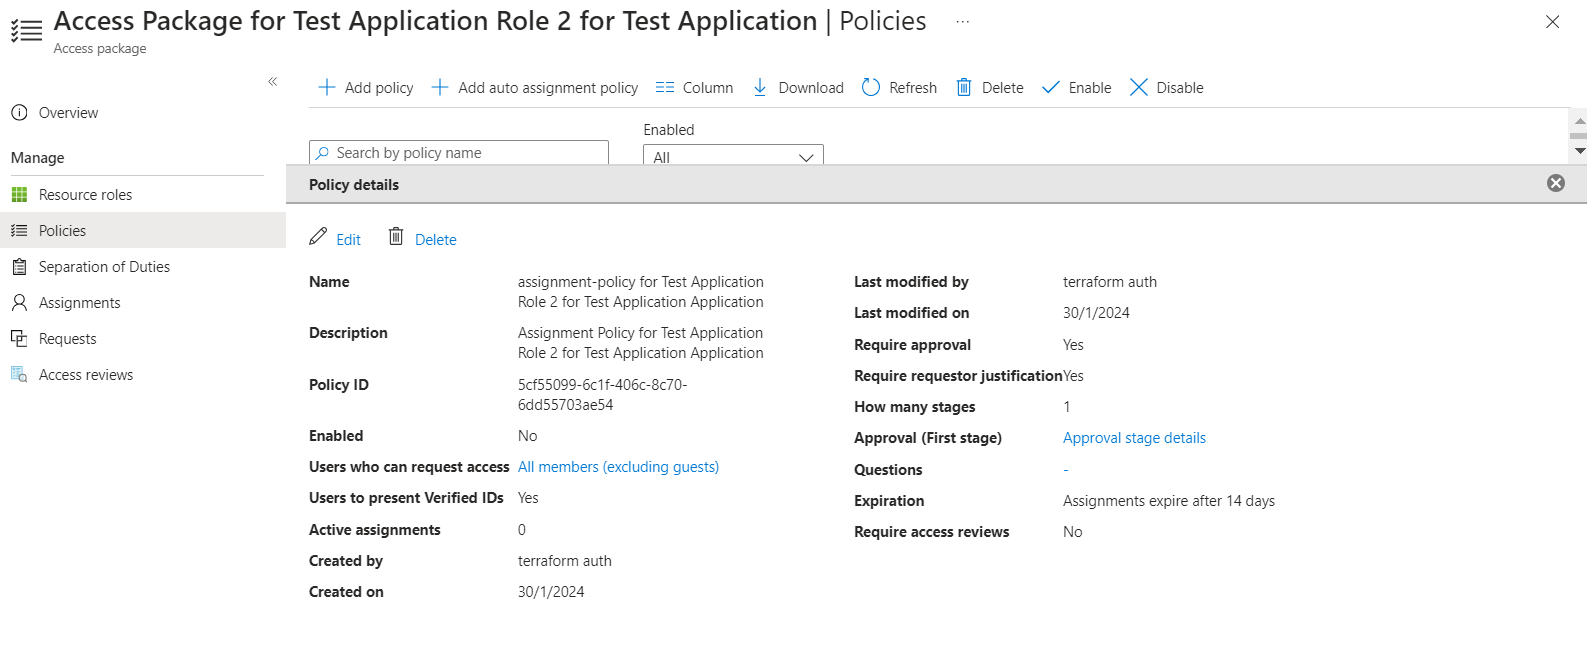 Access Package for Test Application Role 2 for Test Application | Policies ...
Access package
«
Overview
Manage
Resource roles
Policies
Separation of Duties
Assignments
Requests
Access reviews
Add policy Add auto assignment policy Column Download Refresh Delete Enable Disable
Enabled
Search by policy name All
Policy details
Edit Delete
Name assignment-policy for Test Application
Role 2 for Test Application Application
Description Assignment Policy for Test Application
Role 2 for Test Application Application
Policy ID 5cf55099-6c1f-406c-8c70-
6dd55703ae54
Enabled No
Users who can request access All members (excluding guests)
Users to present Verified IDs Yes
Active assignments 0
Created by terraform auth
Created on 30/1/2024
Last modified by terraform auth
Last modified on 30/1/2024
Require approval Yes
Require requestor justification Yes
How many stages 1
Approval (First stage) Approval stage details
Questions -
Expiration Assignments expire after 14 days
Require access reviews No